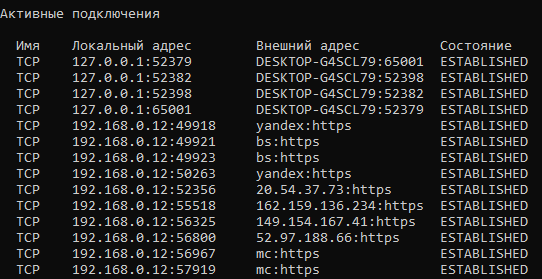 Активные подключения
Имя Локальный адрес Внешний адрес Состояние
TCP 127.0.0.1:52379 DESKTOP-G4SCL79:65001 ESTABLISHED
TCP 127.0.0.1:52382 DESKTOP-G4SCL79:52398 ESTABLISHED
TCP 127.0.0.1:52398 DESKTOP-G4SCL79:52382 ESTABLISHED
TCP 127.0.0.1:65001 DESKTOP-G4SCL79:52379 ESTABLISHED
TCP 192.168.0.12:49918 yandex:https ESTABLISHED
TCP 192.168.0.12:49921 bs:https ESTABLISHED
TCP 192.168.0.12:49923 bs:https ESTABLISHED
TCP 192.168.0.12:50263 yandex:https ESTABLISHED
TCP 192.168.0.12:52356 20.54.37.73:https ESTABLISHED
TCP 192.168.0.12:55518 162.159.136.234:https ESTABLISHED
TCP 192.168.0.12:56325 149.154.167.41:https ESTABLISHED
TCP 192.168.0.12:56800 52.97.188.66:https ESTABLISHED
TCP 192.168.0.12:56967 mc:https ESTABLISHED
TCP 192.168.0.12:57919 mc:https ESTABLISHED